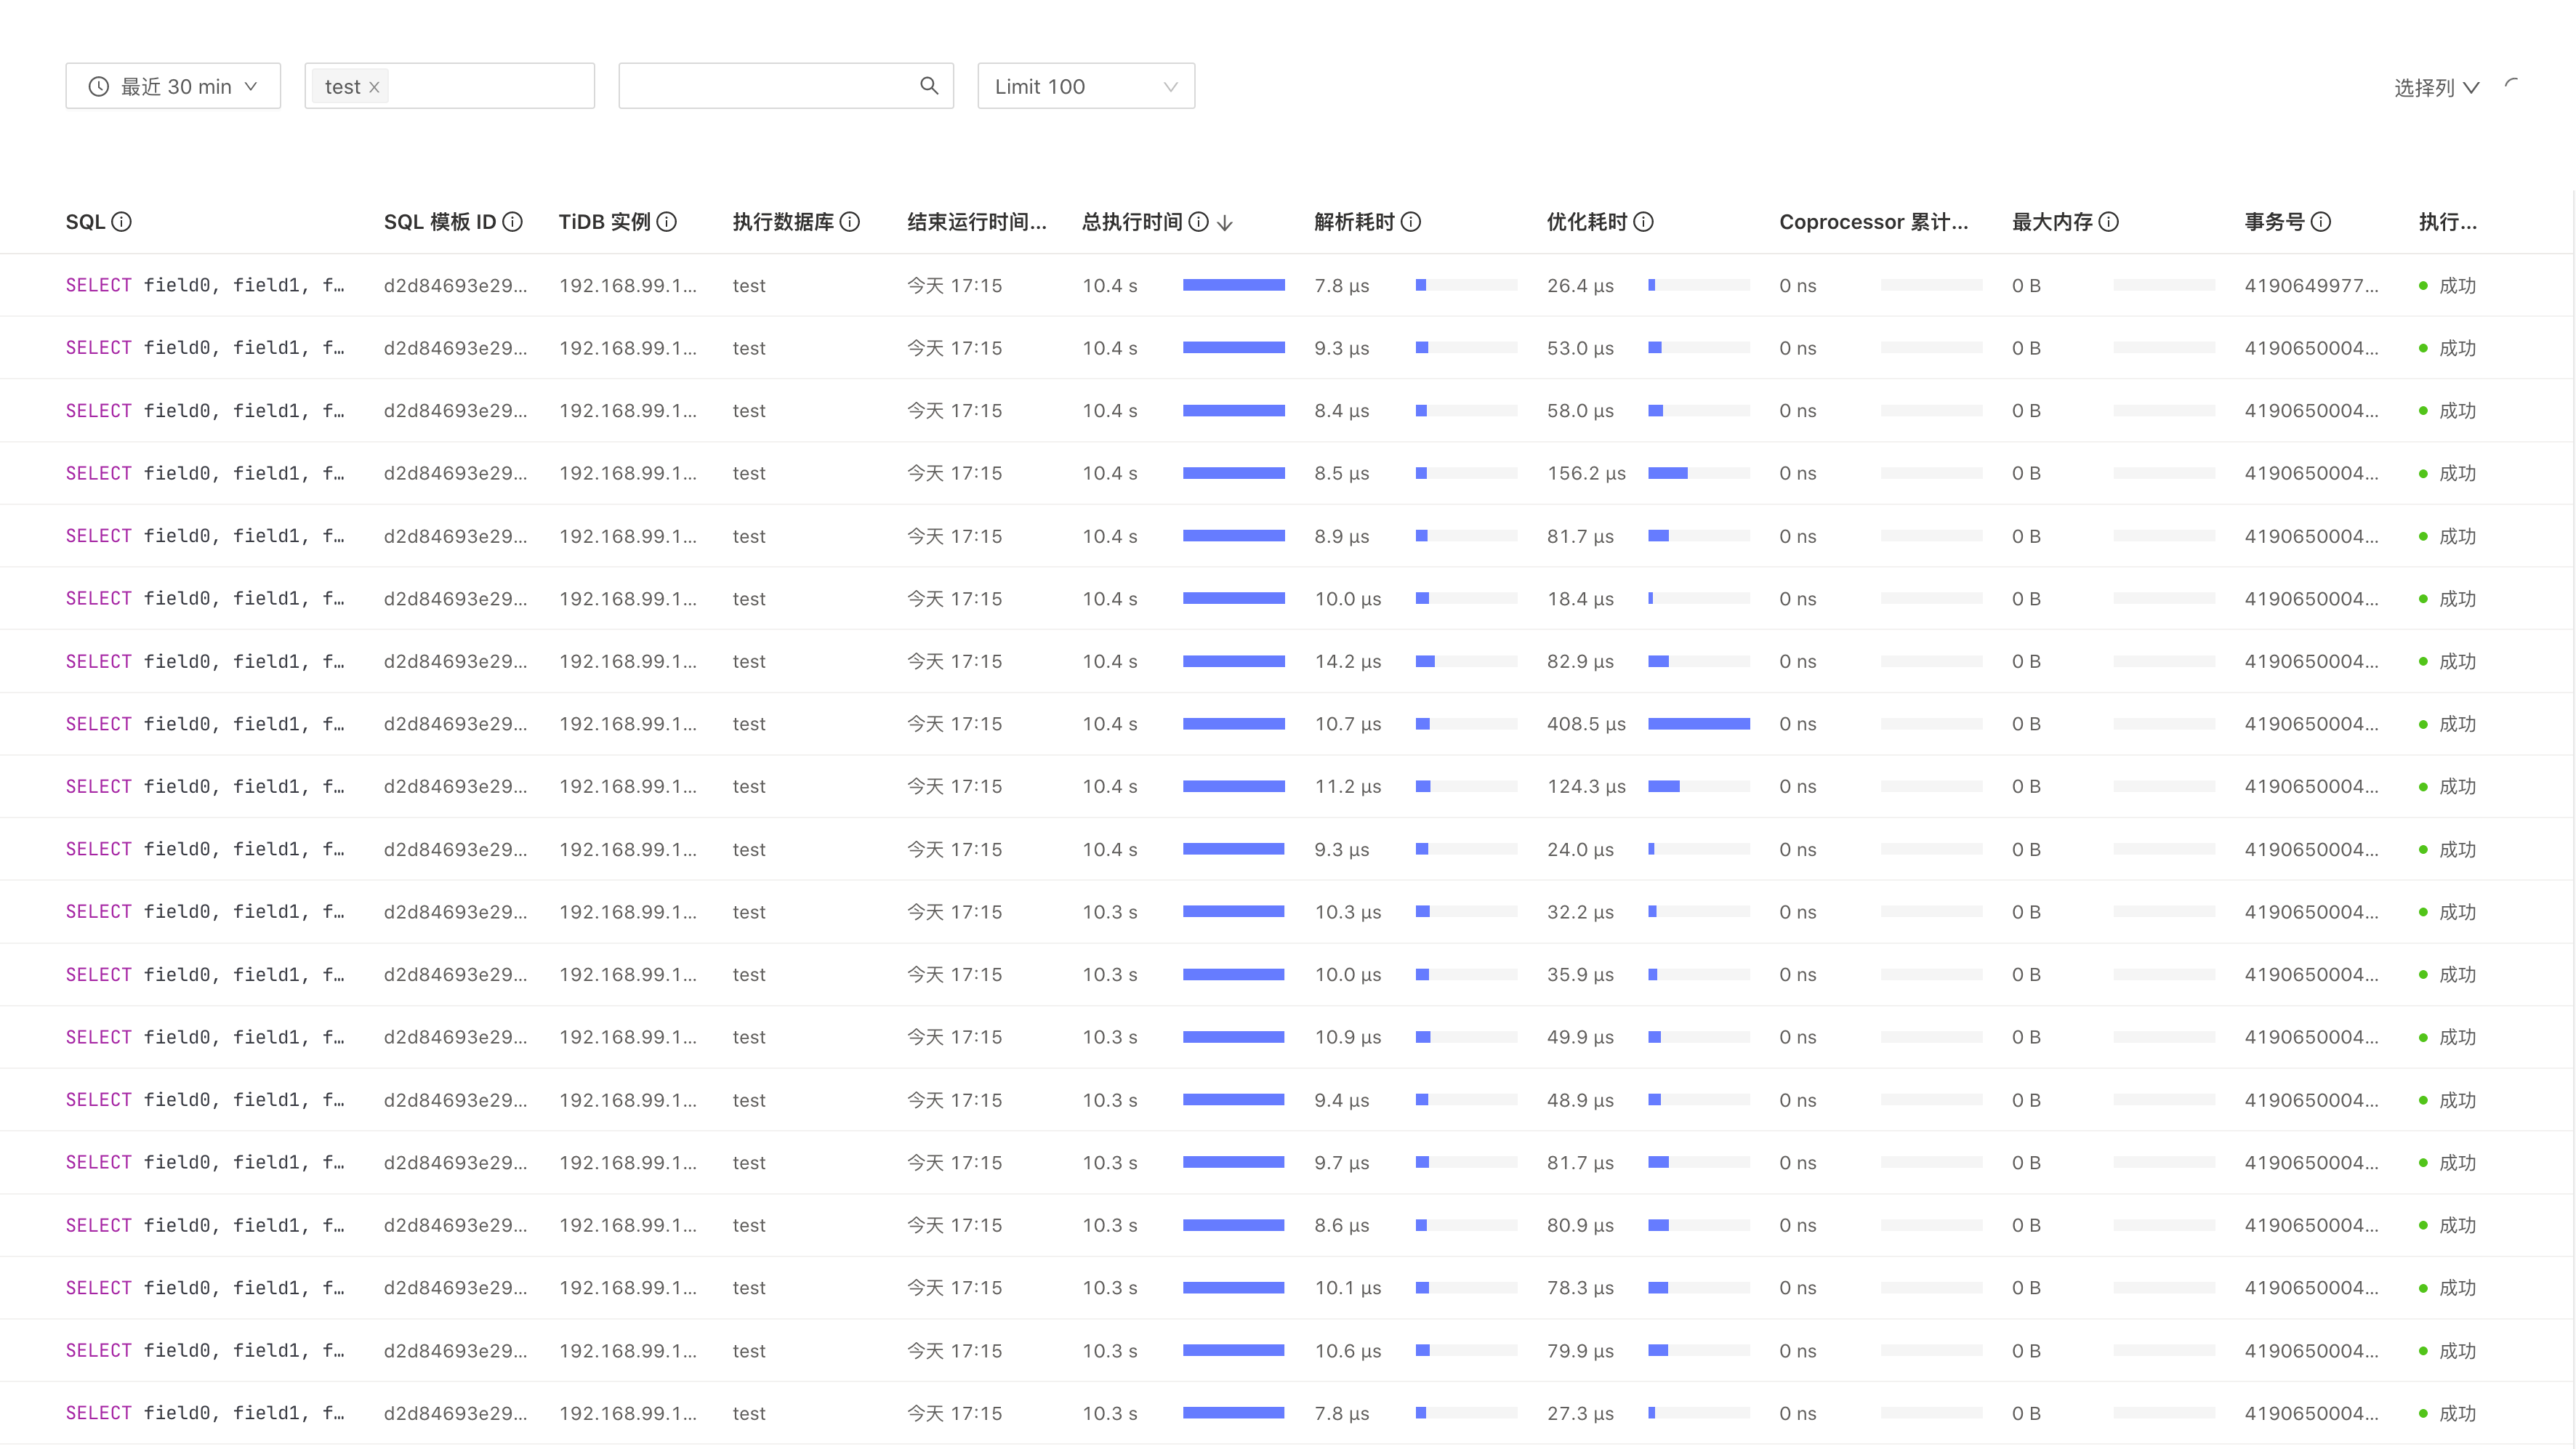 最近 30 min test Limit 100 选择列
SQL SQL 模板 ID TiDB 实例 执行数据库 结束运行时间... 总执行时间 解析耗时 优化耗时 Coprocessor 累计... 最大内存 事务号 执行...
SELECT field0, field1, f… d2d84693e29... 192.168.99.1... test 今天 17:15 10.4 s 7.8 µs 26.4 µs 0 ns 0 B 4190649977... 成功
SELECT field0, field1, f… d2d84693e29... 192.168.99.1... test 今天 17:15 10.4 s 9.3 µs 53.0 µs 0 ns 0 B 4190650004... 成功
SELECT field0, field1, f… d2d84693e29... 192.168.99.1... test 今天 17:15 10.4 s 8.4 µs 58.0 µs 0 ns 0 B 4190650004... 成功
SELECT field0, field1, f… d2d84693e29... 192.168.99.1... test 今天 17:15 10.4 s 8.5 µs 156.2 µs 0 ns 0 B 4190650004... 成功
SELECT field0, field1, f… d2d84693e29... 192.168.99.1... test 今天 17:15 10.4 s 8.9 µs 81.7 µs 0 ns 0 B 4190650004... 成功
SELECT field0, field1, f… d2d84693e29... 192.168.99.1... test 今天 17:15 10.4 s 10.0 µs 18.4 µs 0 ns 0 B 4190650004... 成功
SELECT field0, field1, f… d2d84693e29... 192.168.99.1... test 今天 17:15 10.4 s 14.2 µs 82.9 µs 0 ns 0 B 4190650004... 成功
SELECT field0, field1, f… d2d84693e29... 192.168.99.1... test 今天 17:15 10.4 s 10.7 µs 408.5 µs 0 ns 0 B 4190650004... 成功
SELECT field0, field1, f… d2d84693e29... 192.168.99.1... test 今天 17:15 10.4 s 11.2 µs 124.3 µs 0 ns 0 B 4190650004... 成功
SELECT field0, field1, f… d2d84693e29... 192.168.99.1... test 今天 17:15 10.4 s 9.3 µs 24.0 µs 0 ns 0 B 4190650004... 成功
SELECT field0, field1, f… d2d84693e29... 192.168.99.1... test 今天 17:15 10.3 s 10.3 µs 32.2 µs 0 ns 0 B 4190650004... 成功
SELECT field0, field1, f… d2d84693e29... 192.168.99.1... test 今天 17:15 10.3 s 10.0 µs 35.9 µs 0 ns 0 B 4190650004... 成功
SELECT field0, field1, f… d2d84693e29... 192.168.99.1... test 今天 17:15 10.3 s 10.9 µs 49.9 µs 0 ns 0 B 4190650004... 成功
SELECT field0, field1, f… d2d84693e29... 192.168.99.1... test 今天 17:15 10.3 s 9.4 µs 48.9 µs 0 ns 0 B 4190650004... 成功
SELECT field0, field1, f… d2d84693e29... 192.168.99.1... test 今天 17:15 10.3 s 9.7 µs 81.7 µs 0 ns 0 B 4190650004... 成功
SELECT field0, field1, f… d2d84693e29... 192.168.99.1... test 今天 17:15 10.3 s 8.6 µs 80.9 µs 0 ns 0 B 4190650004... 成功
SELECT field0, field1, f… d2d84693e29... 192.168.99.1... test 今天 17:15 10.3 s 10.1 µs 78.3 µs 0 ns 0 B 4190650004... 成功
SELECT field0, field1, f… d2d84693e29... 192.168.99.1... test 今天 17:15 10.3 s 10.6 µs 79.9 µs 0 ns 0 B 4190650004... 成功
SELECT field0, field1, f… d2d84693e29... 192.168.99.1... test 今天 17:15 10.3 s 7.8 µs 27.3 µs 0 ns 0 B 4190650004... 成功